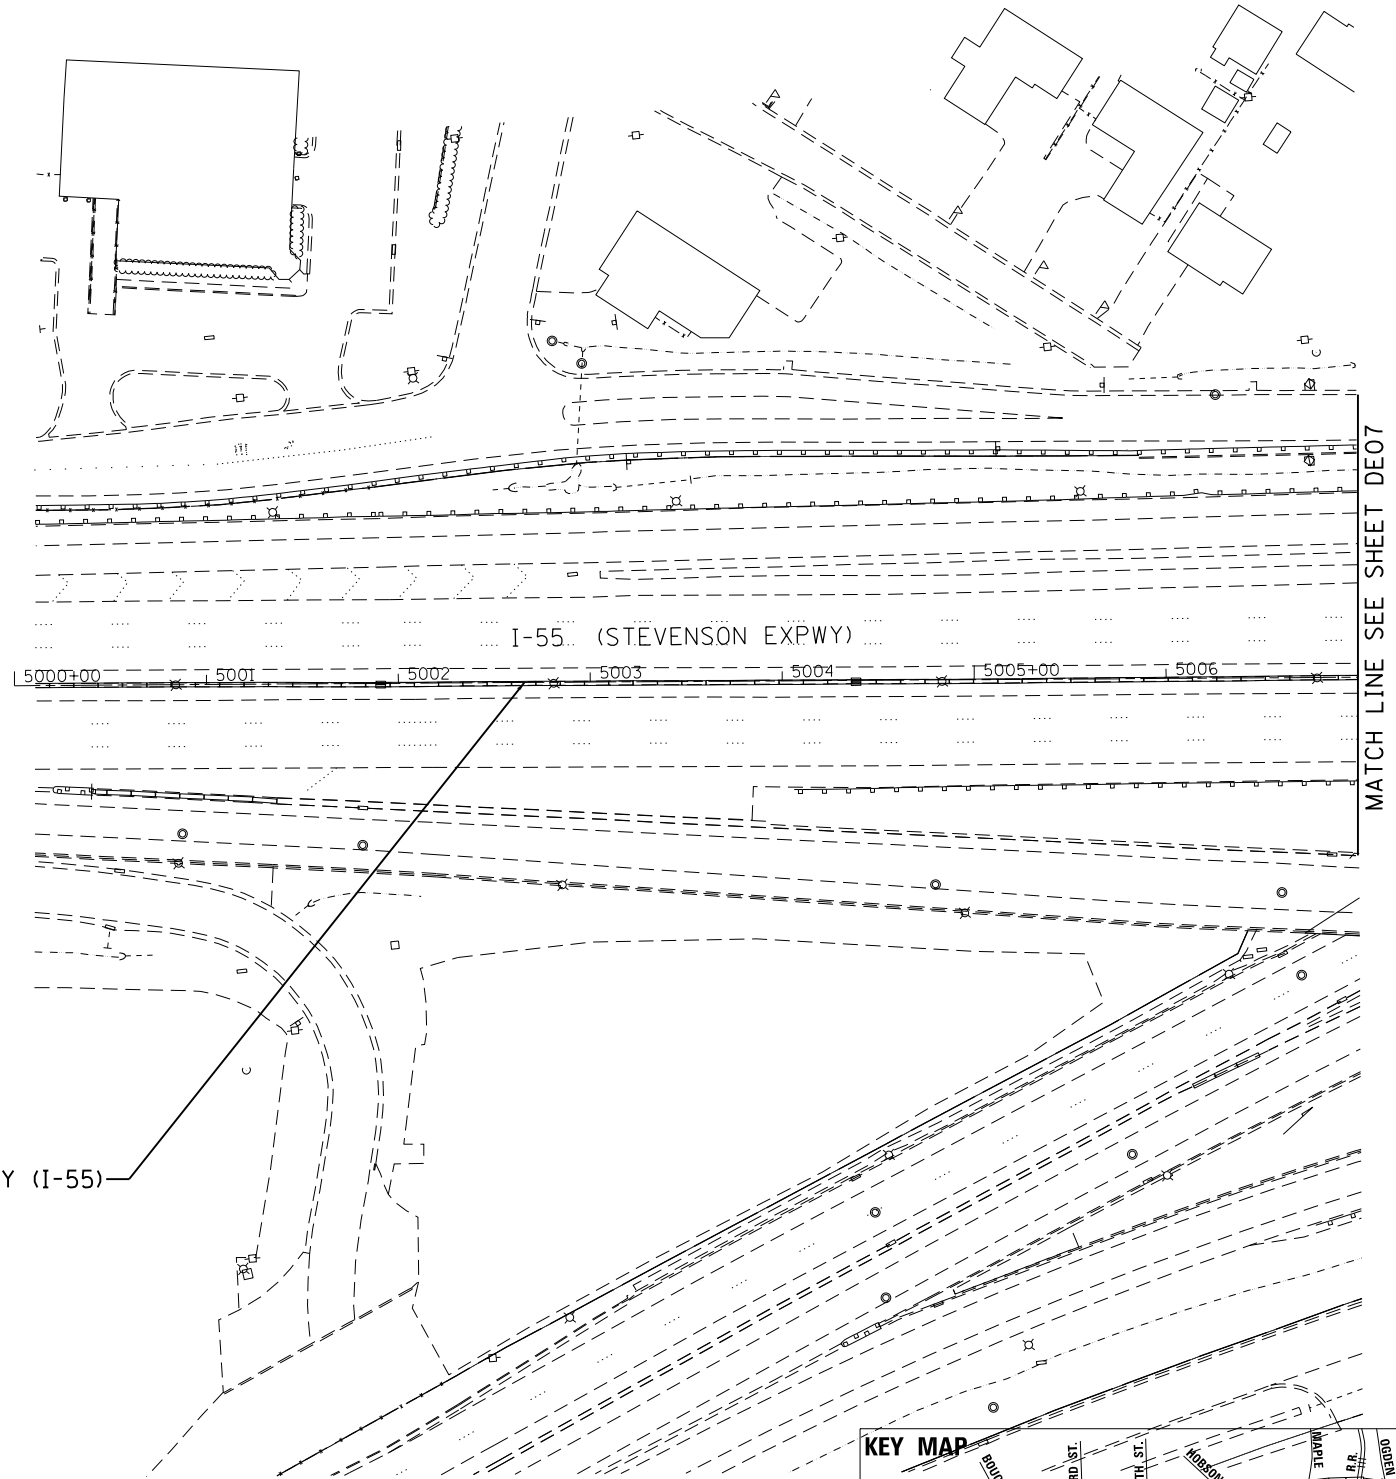 I-55 (STEVENSON EXPWY)
5000+00 5001 5002 5003 5004 5005+00 5006
MATCH LINE SEE SHEET DE07
Y (I-55)
KEY MAP
RD ST.
TH ST.
MAPLE
R.R.